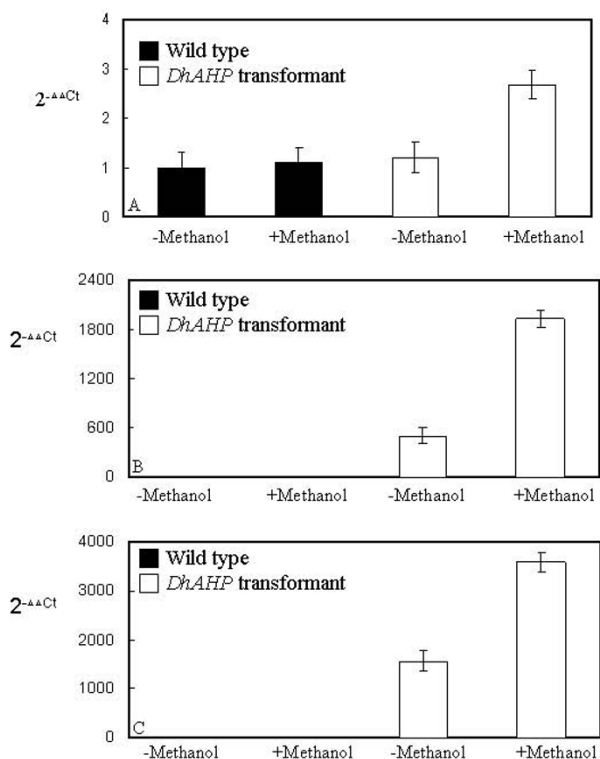 4
3
2
1
0
2-ΔΔCt
Wild type
DhAHP transformant
A
-Methanol +Methanol -Methanol +Methanol
2400
1800
1200
600
0
2-ΔΔCt
Wild type
DhAHP transformant
B
-Methanol +Methanol -Methanol +Methanol
4000
3000
2000
1000
0
2-ΔΔCt
Wild type
DhAHP transformant
C
-Methanol +Methanol -Methanol +Methanol